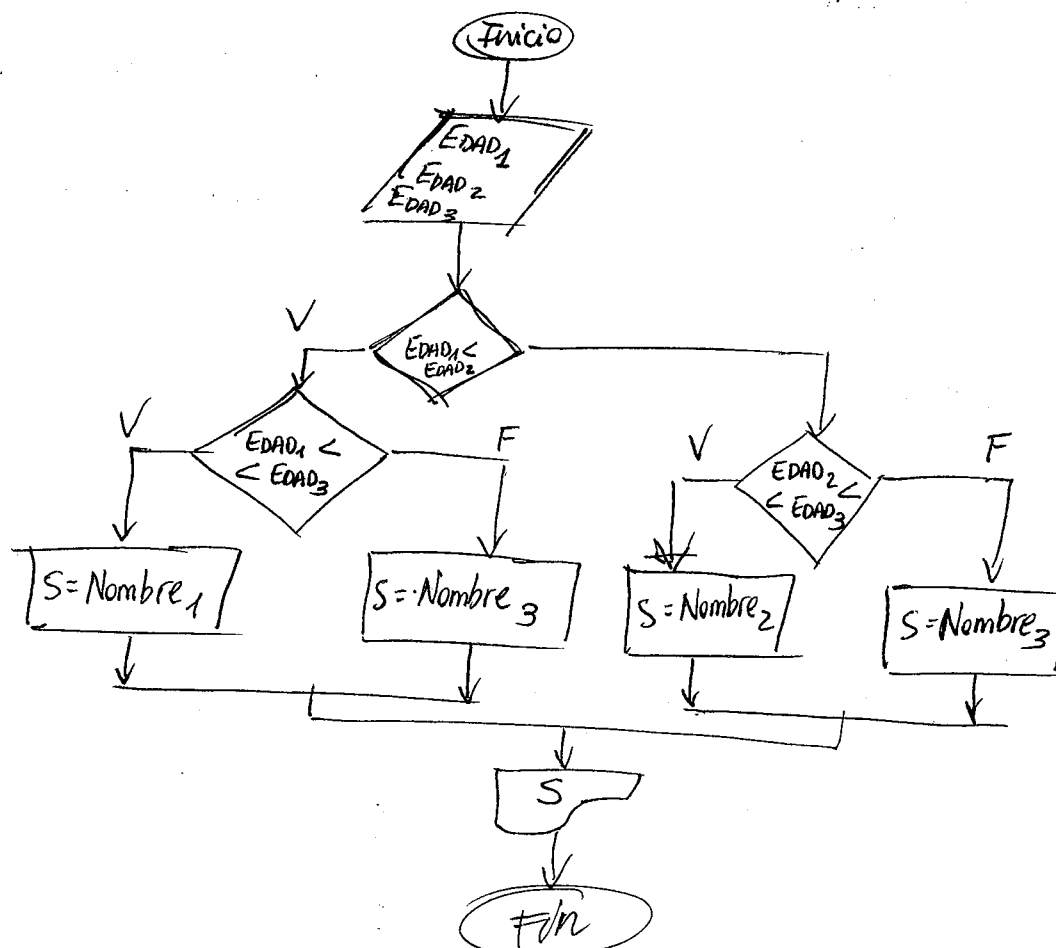 Inicio
EDAD1
EDAD2
EDAD3
V
EDAD1 <
EDAD2
V
EDAD1 <
< EDAD3
F
V
EDAD2 <
< EDAD3
F
S=Nombre1
S=Nombre3
S=Nombre2
S=Nombre3
S
Fin